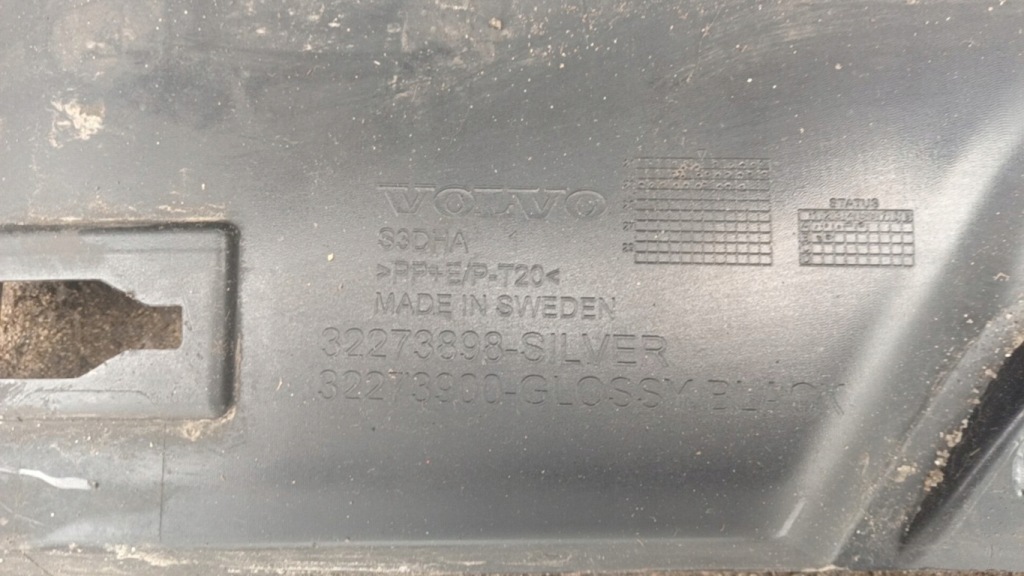 VOLVO
S3DHA
>PP+E/P-T20<
MADE IN SWEDEN
32273898-SILVER
32273900-GLOSSY BLACK
STATUS